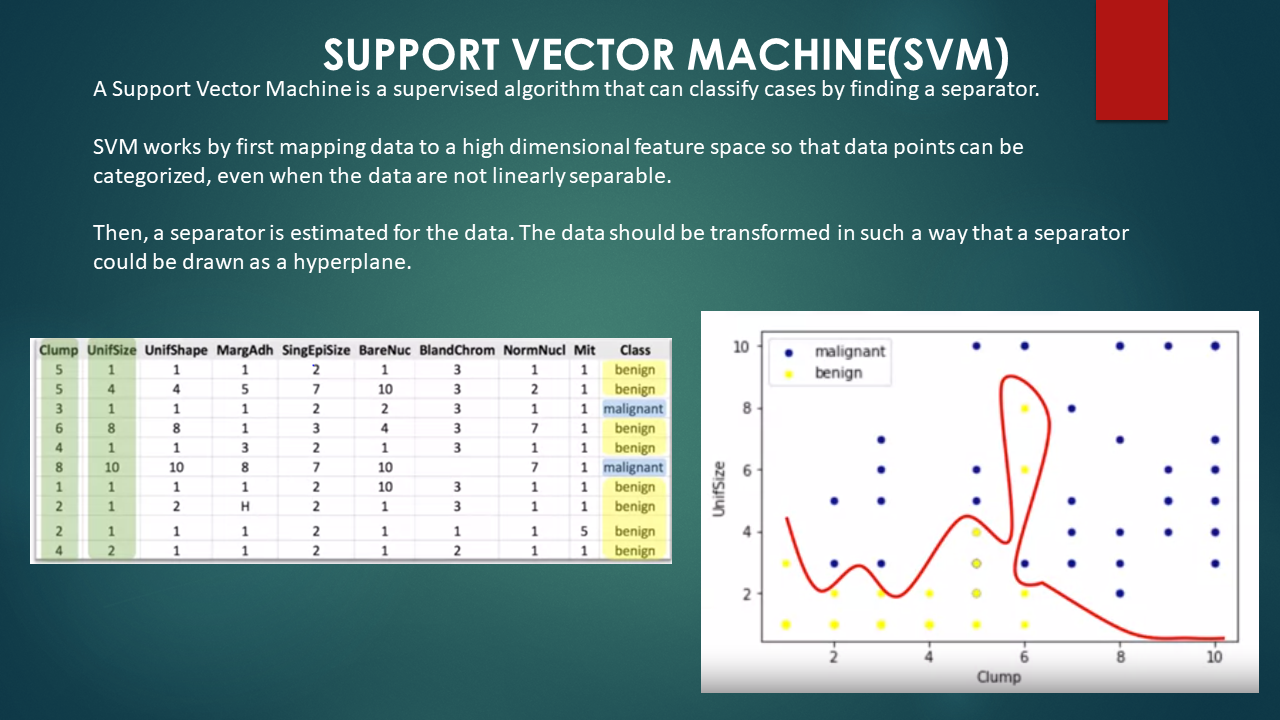 SUPPORT VECTOR MACHINE(SVM)
A Support Vector Machine is a supervised algorithm that can classify cases by finding a separator.
SVM works by first mapping data to a high dimensional feature space so that data points can be
categorized, even when the data are not linearly separable.
Then, a separator is estimated for the data. The data should be transformed in such a way that a separator
could be drawn as a hyperplane.
Clump UnifSize UnifShape MargAdh SingEpiSize BareNuc BlandChrom NormNucl Mit Class
5 1 1 1 2 1 3 1 1 benign
5 4 4 5 7 10 3 2 1 benign
3 1 1 1 2 2 3 1 1 malignant
6 8 8 1 3 4 3 7 1 benign
4 1 1 3 2 1 3 1 1 benign
8 10 10 8 7 10 7 1 malignant
1 1 1 1 2 10 3 1 1 benign
2 1 2 H 2 1 3 1 1 benign
2 1 1 1 2 1 1 1 5 benign
4 2 1 1 2 1 2 1 1 benign
malignant
benign
10
8
6
4
2
UnifSize
2 4 6 8 10
Clump